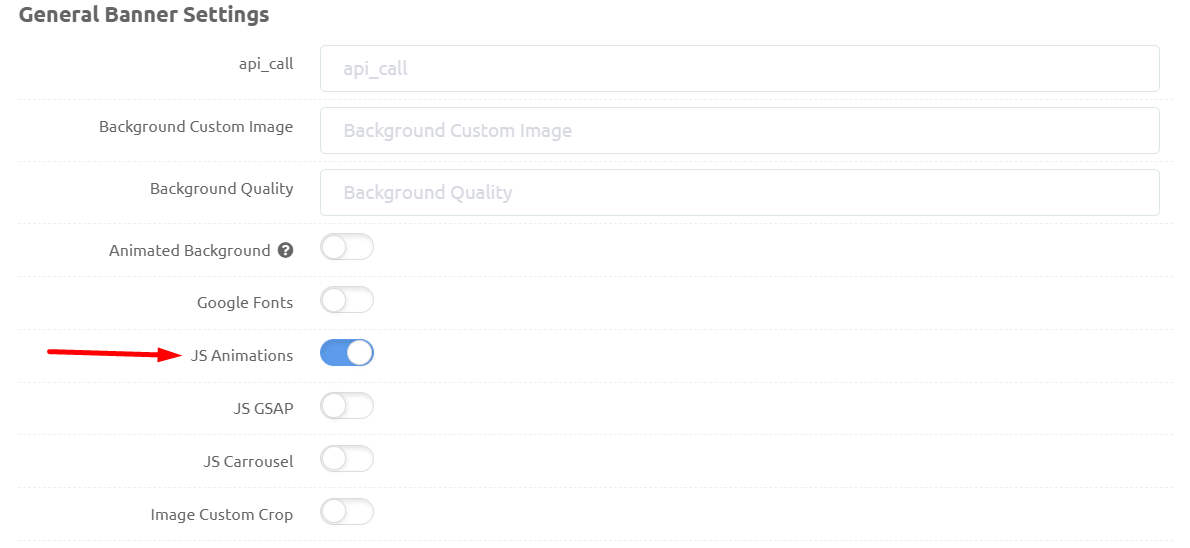 General Banner Settings
api_call
api_call
Background Custom Image
Background Custom Image
Background Quality
Background Quality
Animated Background ?
Google Fonts
JS Animations
JS GSAP
JS Carrousel
Image Custom Crop